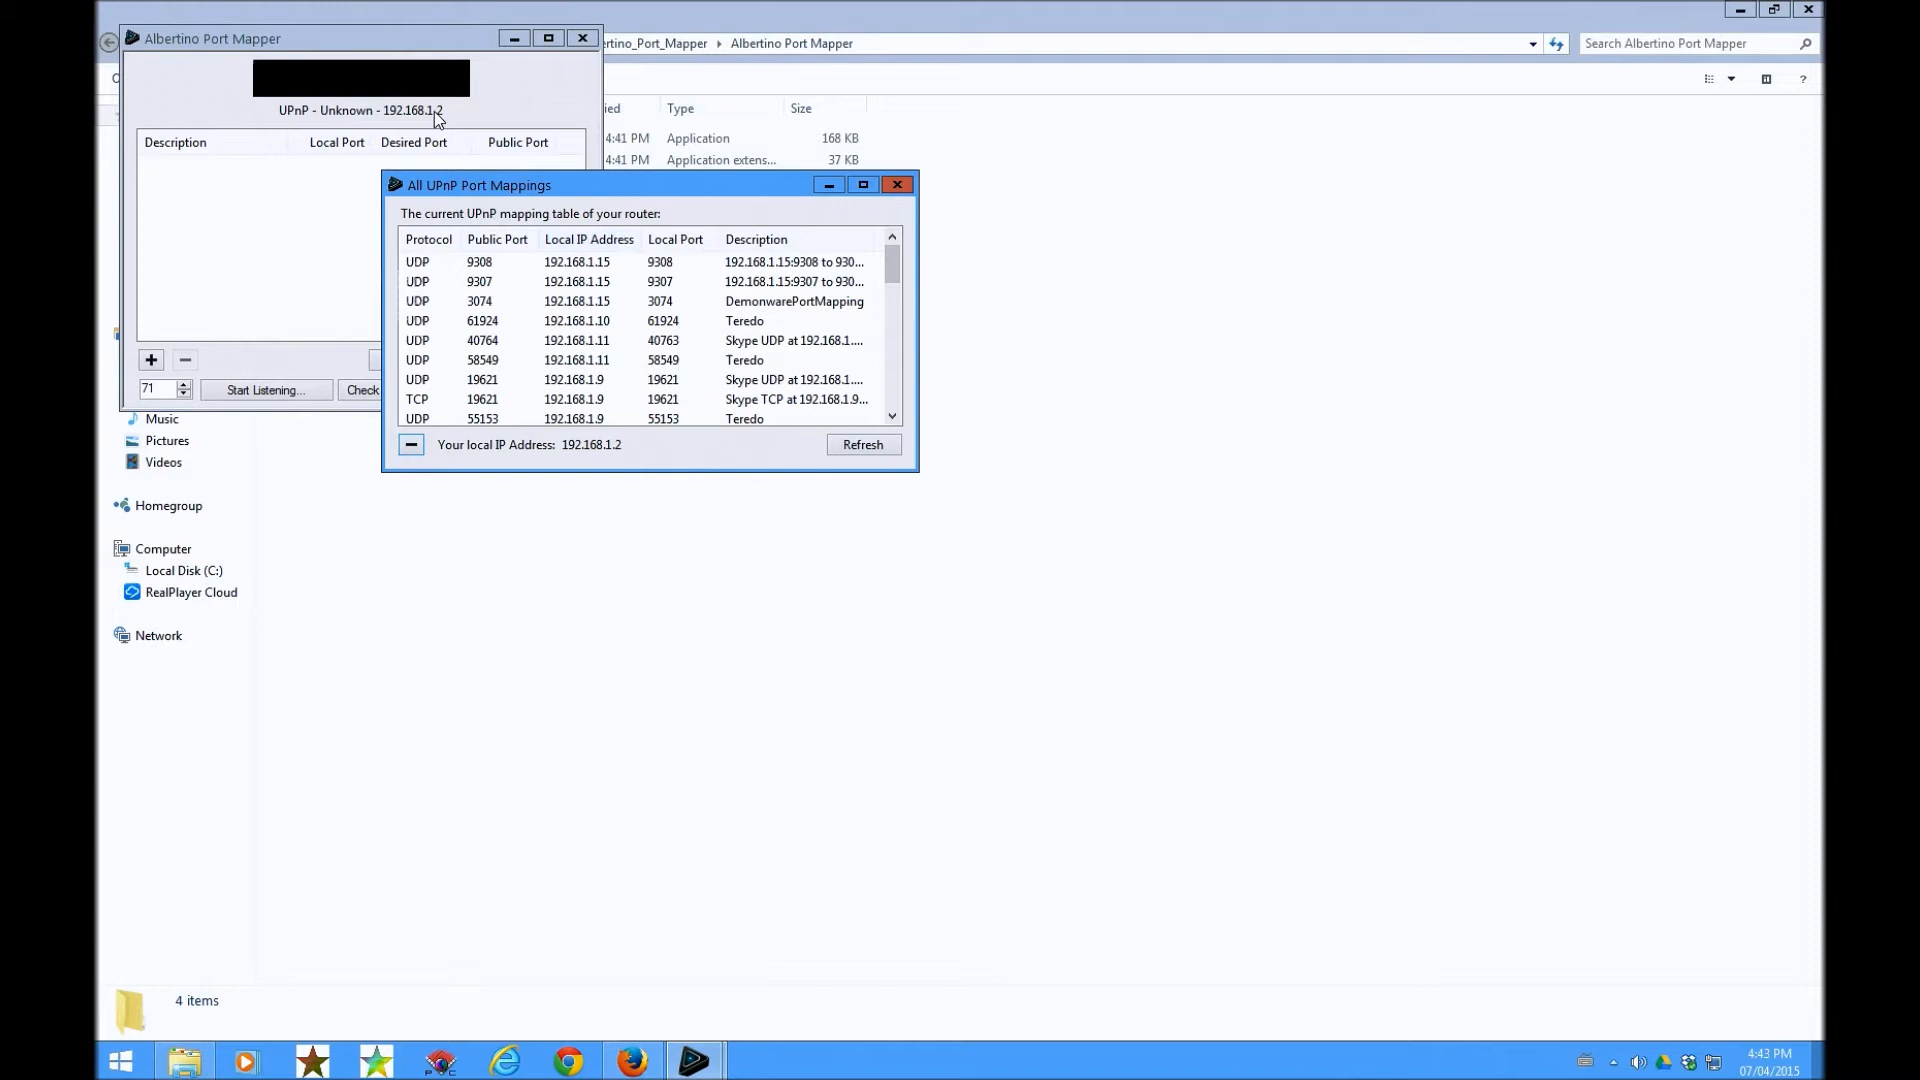 Albertino Port Mapper
rtino_Port_Mapper Albertino Port Mapper
Search Albertino Port Mapper
UPnP - Unknown - 192.168.1.2
Description Local Port Desired Port Public Port
ied Type Size
4:41 PM Application 168 KB
4:41 PM Application extens... 37 KB
All UPnP Port Mappings
The current UPnP mapping table of your router:
Protocol Public Port Local IP Address Local Port Description
UDP 9308 192.168.1.15 9308 192.168.1.15:9308 to 930...
UDP 9307 192.168.1.15 9307 192.168.1.15:9307 to 930...
UDP 3074 192.168.1.15 3074 DemonwarePortMapping
UDP 61924 192.168.1.10 61924 Teredo
UDP 40764 192.168.1.11 40763 Skype UDP at 192.168.1....
UDP 58549 192.168.1.11 58549 Teredo
UDP 19621 192.168.1.9 19621 Skype UDP at 192.168.1....
TCP 19621 192.168.1.9 19621 Skype TCP at 192.168.1.9...
UDP 55153 192.168.1.9 55153 Teredo
Your local IP Address: 192.168.1.2 Refresh
71 Start Listening... Check
Music
Pictures
Videos
Homegroup
Computer
Local Disk (C:)
RealPlayer Cloud
Network
4 items
4:43 PM
07/04/2015